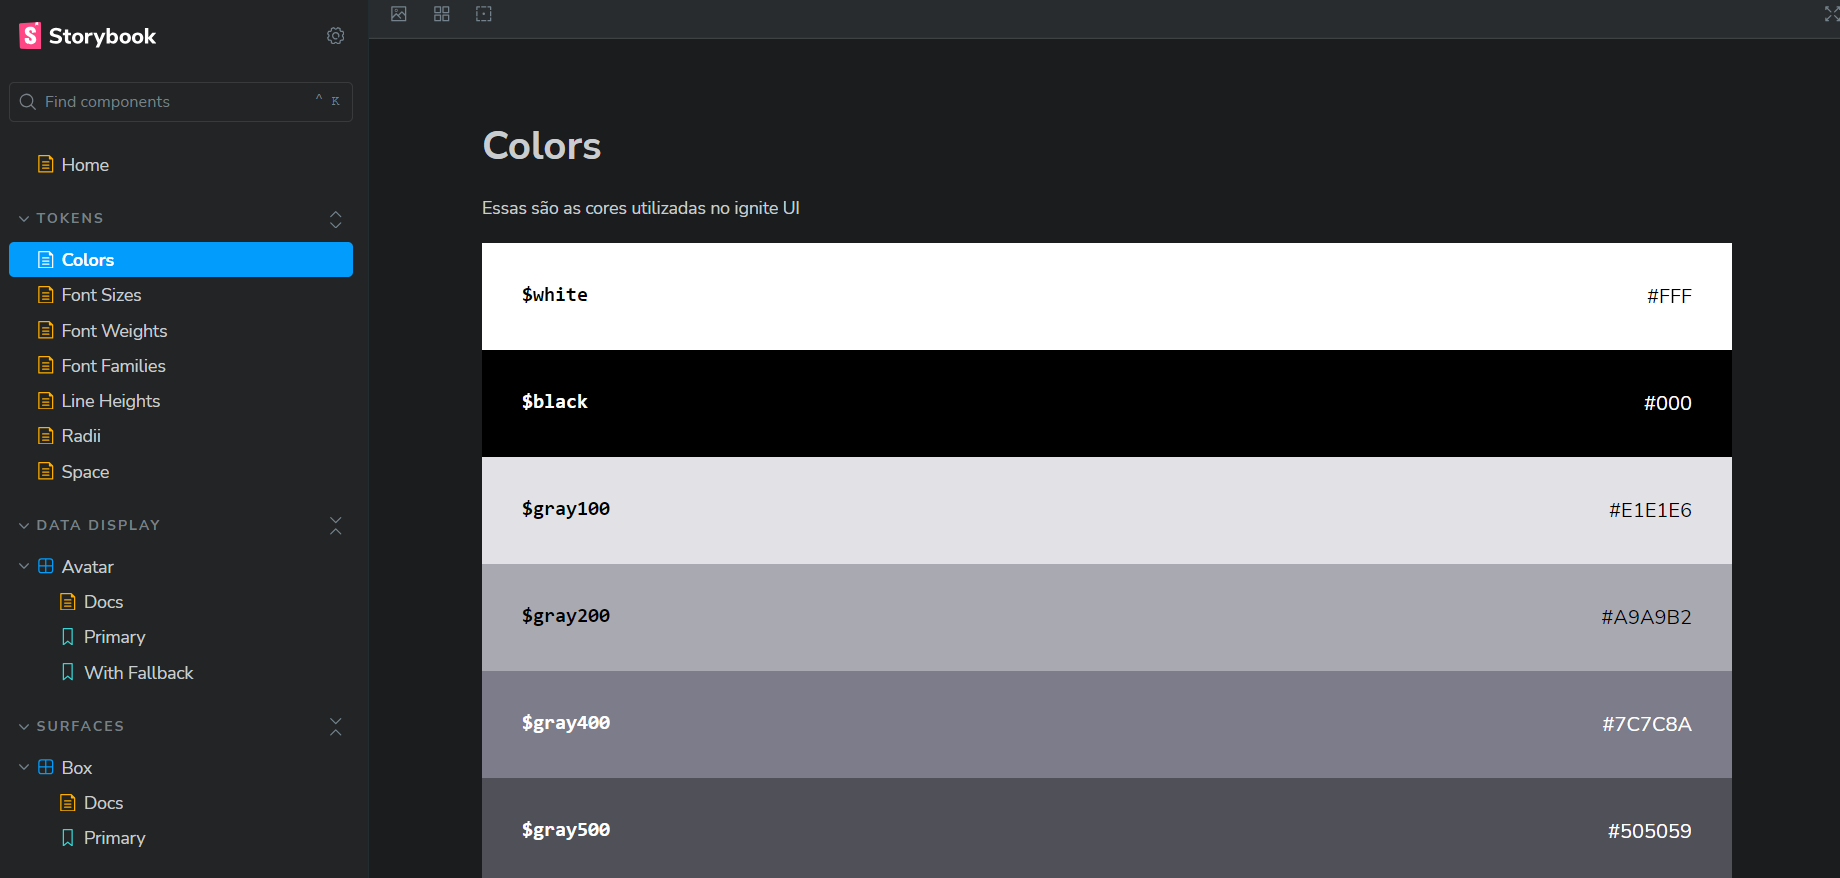 Storybook
Find components
^ K
Home
TOKENS
Colors
Font Sizes
Font Weights
Font Families
Line Heights
Radii
Space
DATA DISPLAY
Avatar
Docs
Primary
With Fallback
SURFACES
Box
Docs
Primary
Colors
Essas são as cores utilizadas no ignite UI
$white #FFF
$black #000
$gray100 #E1E1E6
$gray200 #A9A9B2
$gray400 #7C7C8A
$gray500 #505059